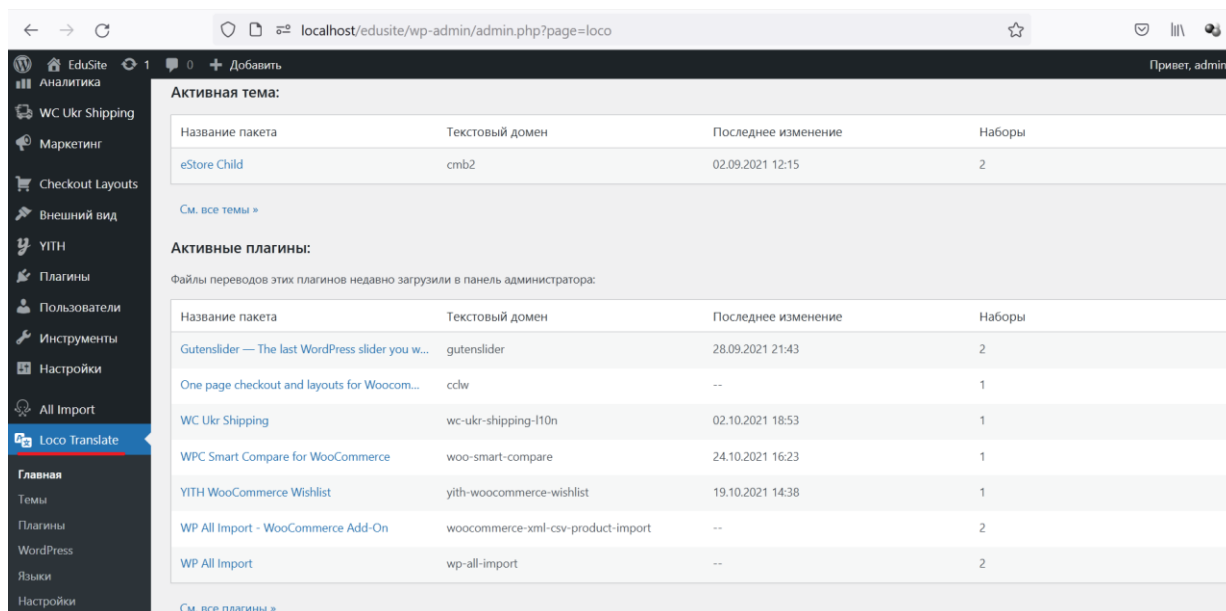 localhost/edusite/wp-admin/admin.php?page=loco
EduSite 1 0 Добавить Привет, admin
Аналитика
WC Ukr Shipping
Маркетинг
Checkout Layouts
Внешний вид
YITH
Плагины
Пользователи
Инструменты
Настройки
All Import
Loco Translate
Главная
Темы
Плагины
WordPress
Языки
Настройки
Активная тема:
Название пакета Текстовый домен Последнее изменение Наборы
eStore Child cmb2 02.09.2021 12:15 2
См. все темы »
Активные плагины:
Файлы переводов этих плагинов недавно загрузили в панель администратора:
Название пакета Текстовый домен Последнее изменение Наборы
Gutenslider — The last WordPress slider you w... gutenslider 28.09.2021 21:43 2
One page checkout and layouts for Woocom... cclw -- 1
WC Ukr Shipping wc-ukr-shipping-l10n 02.10.2021 18:53 1
WPC Smart Compare for WooCommerce woo-smart-compare 24.10.2021 16:23 1
YITH WooCommerce Wishlist yith-woocommerce-wishlist 19.10.2021 14:38 1
WP All Import - WooCommerce Add-On woocommerce-xml-csv-product-import -- 2
WP All Import wp-all-import -- 2
См. все плагины »